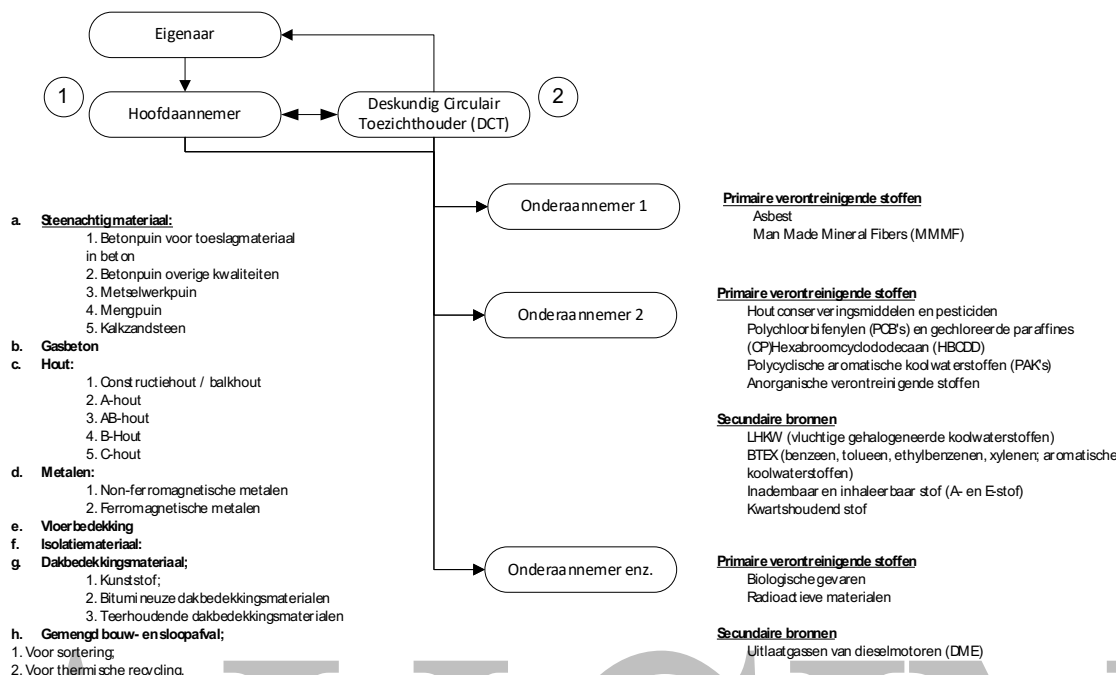 Eigenaar
1
Hoofdaannemer
Deskundig Circulair
Toezichthouder (DCT)
2
Onderaannemer 1
Primaire verontreinigende stoffen
Asbest
Man Made Mineral Fibers (MMMF)
a. Steenachtig materiaal:
1. Betonpuin voor toeslagmateriaal
in beton
2. Betonpuin overige kwaliteiten
3. Metselwerkpuin
4. Mengpuin
5. Kalkzandsteen
b. Gasbeton
c. Hout:
1. Constructiehout / balkhout
2. A-hout
3. AB-hout
4. B-Hout
5. C-hout
d. Metalen:
1. Non-ferromagnetische metalen
2. Ferromagnetische metalen
e. Vloerbedekking
f. Isolatiemateriaal:
g. Dakbedekkingsmateriaal;
1. Kunststof;
2. Bitumineuze dakbedekkingsmaterialen
3. Teerhoudende dakbedekkingsmaterialen
h. Gemengd bouw- en sloopafval;
1. Voor sortering;
2. Voor thermische recycling.
Onderaannemer 2
Primaire verontreinigende stoffen
Houtconserveringsmiddelen en pesticiden
Polychloorbifenylen (PCB's) en gechloreerde paraffines
(CP)Hexabroomcyclododecaan (HBCDD)
Polycyclische aromatische koolwaterstoffen (PAK's)
Anorganische verontreinigende stoffen
Secundaire bronnen
LHKW (vluchtige gehalogeneerde koolwaterstoffen)
BTEX (benzeen, tolueen, ethylbenzenen, xylenen; aromatische
koolwaterstoffen)
Inadembaar en inhaleerbaar stof (A- en E-stof)
Kwartshoudend stof
Onderaannemer enz.
Primaire verontreinigende stoffen
Biologische gevaren
Radioactieve materialen
Secundaire bronnen
Uitlaatgassen van dieselmotoren (DME)